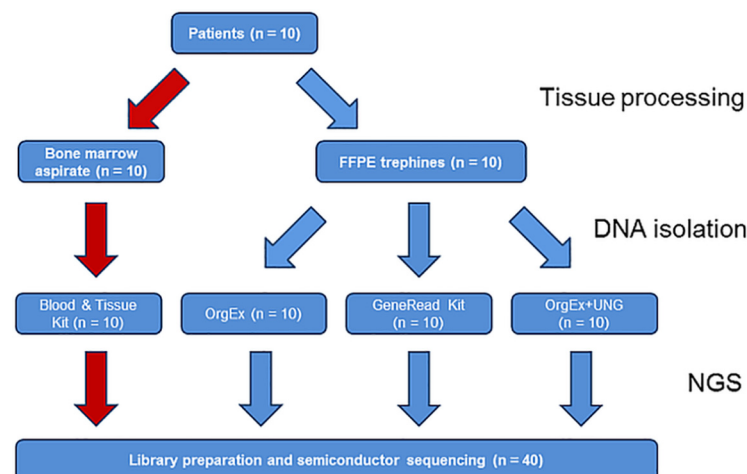 Patients (n = 10)
Tissue processing
Bone marrow
aspirate (n = 10)
FFPE trephines (n = 10)
DNA isolation
Blood & Tissue
Kit (n = 10)
OrgEx (n = 10)
GeneRead Kit
(n = 10)
OrgEx+UNG
(n = 10)
NGS
Library preparation and semiconductor sequencing (n = 40)